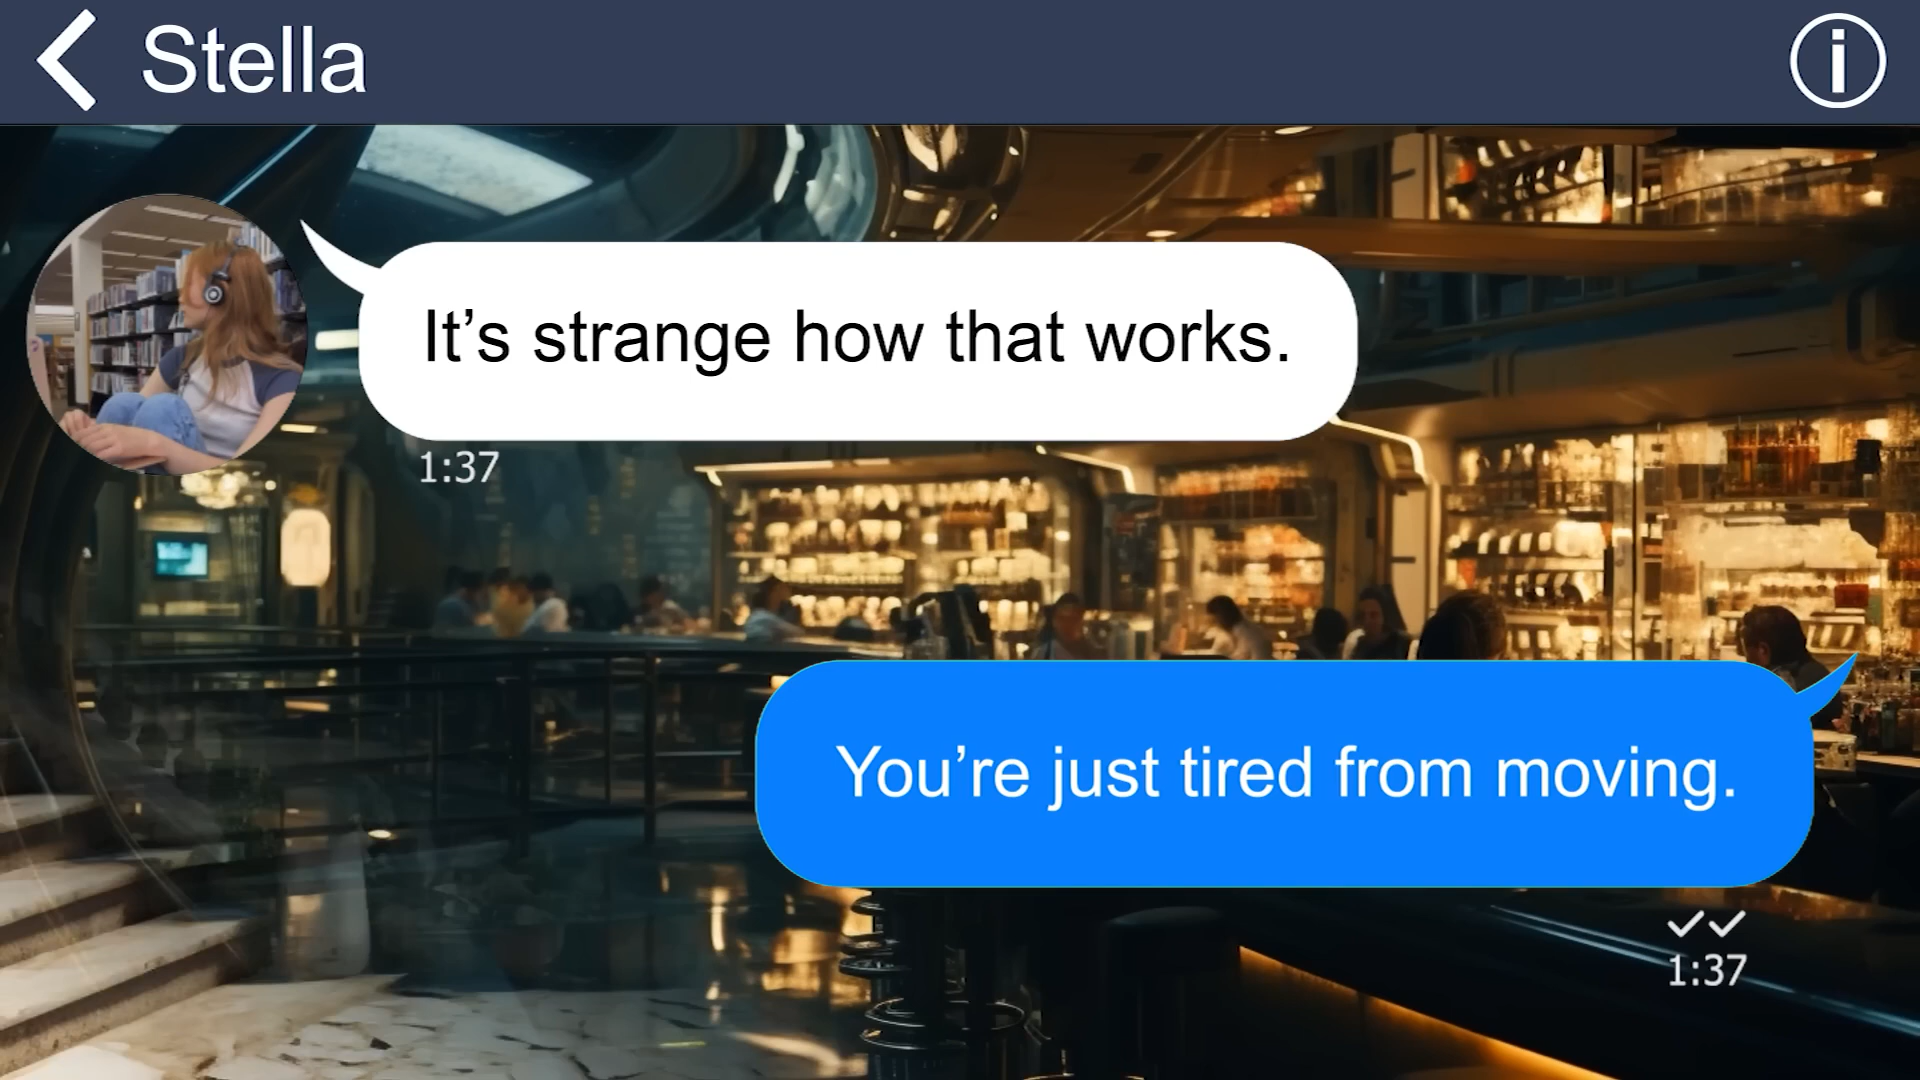 Stella
It’s strange how that works.
1:37
You’re just tired from moving.
1:37